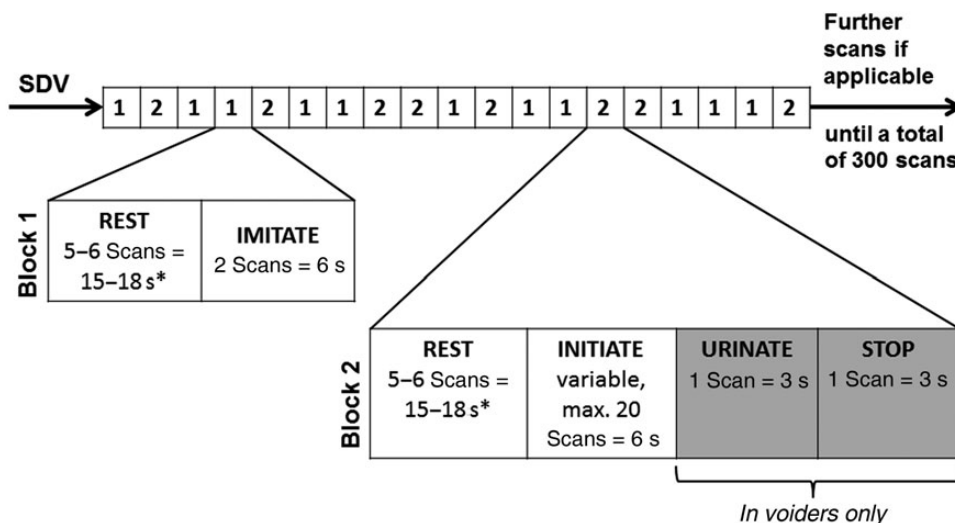 SDV
1 2 1 1 2 1 1 2 2 1 2 1 1 2 2 1 1 1 2
Further
scans if
applicable
until a total
of 300 scans
Block 1
REST
5–6 Scans =
15–18 s*
IMITATE
2 Scans = 6 s
Block 2
REST
5–6 Scans =
15–18 s*
INITIATE
variable,
max. 20
Scans = 6 s
URINATE
1 Scan = 3 s
STOP
1 Scan = 3 s
In voiders only